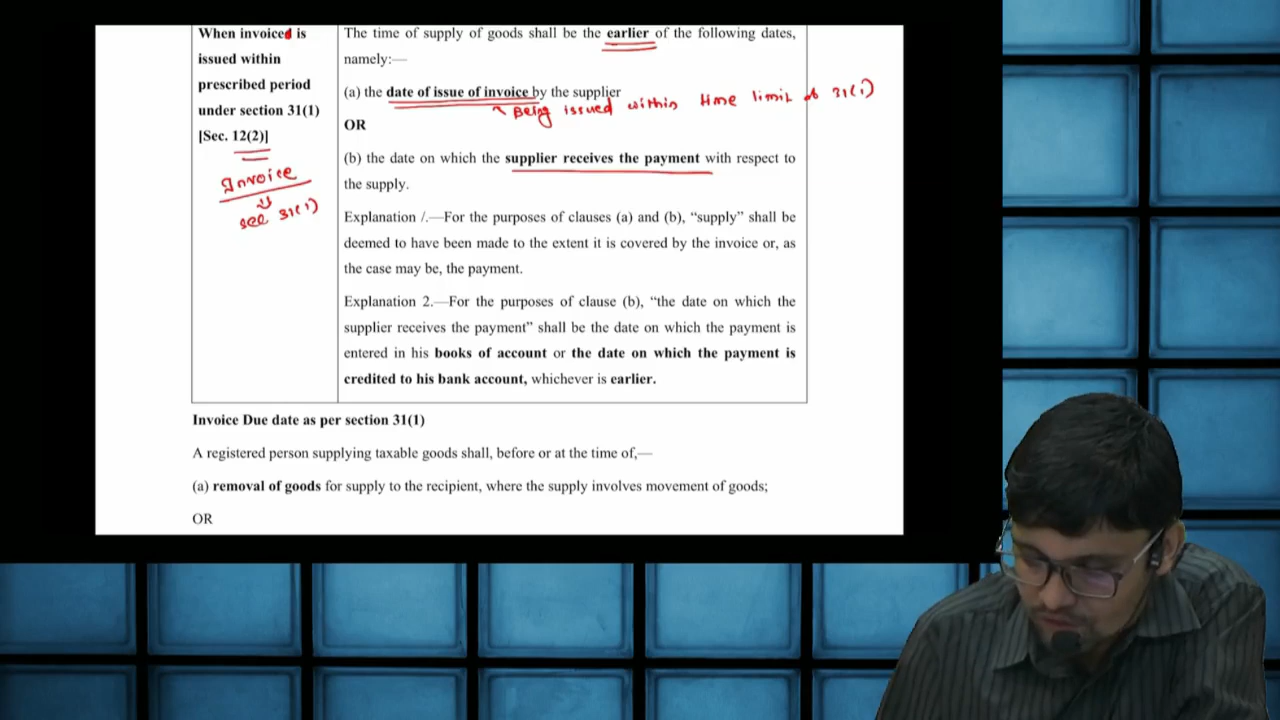 When invoiced is
issued within
prescribed period
under section 31(1)
[Sec. 12(2)]
Invoice
sec 31(1)
The time of supply of goods shall be the earlier of the following dates,
namely:—
(a) the date of issue of invoice by the supplier
Being issued within time limit of 31(1)
OR
(b) the date on which the supplier receives the payment with respect to
the supply.
Explanation /.—For the purposes of clauses (a) and (b), “supply” shall be
deemed to have been made to the extent it is covered by the invoice or, as
the case may be, the payment.
Explanation 2.—For the purposes of clause (b), “the date on which the
supplier receives the payment” shall be the date on which the payment is
entered in his books of account or the date on which the payment is
credited to his bank account, whichever is earlier.
Invoice Due date as per section 31(1)
A registered person supplying taxable goods shall, before or at the time of,—
(a) removal of goods for supply to the recipient, where the supply involves movement of goods;
OR